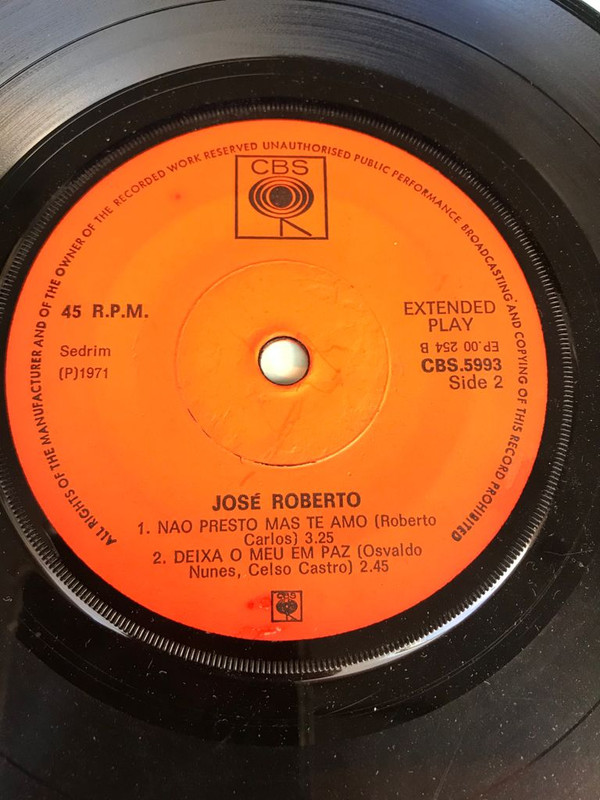 ALL RIGHTS OF THE MANUFACTURER AND OF THE OWNER OF THE RECORDED WORK RESERVED UNAUTHORISED PUBLIC PERFORMANCE BROADCASTING AND COPYING OF THIS RECORD PROHIBITED
CBS
45 R.P.M.
EXTENDED
PLAY
Sedrim
EP.00 254 B
(P)1971
CBS.5993
Side 2
JOSÉ ROBERTO
1. NAO PRESTO MAS TE AMO (Roberto
Carlos) 3.25
2. DEIXA O MEU EM PAZ (Osvaldo
Nunes, Celso Castro) 2.45
CBS